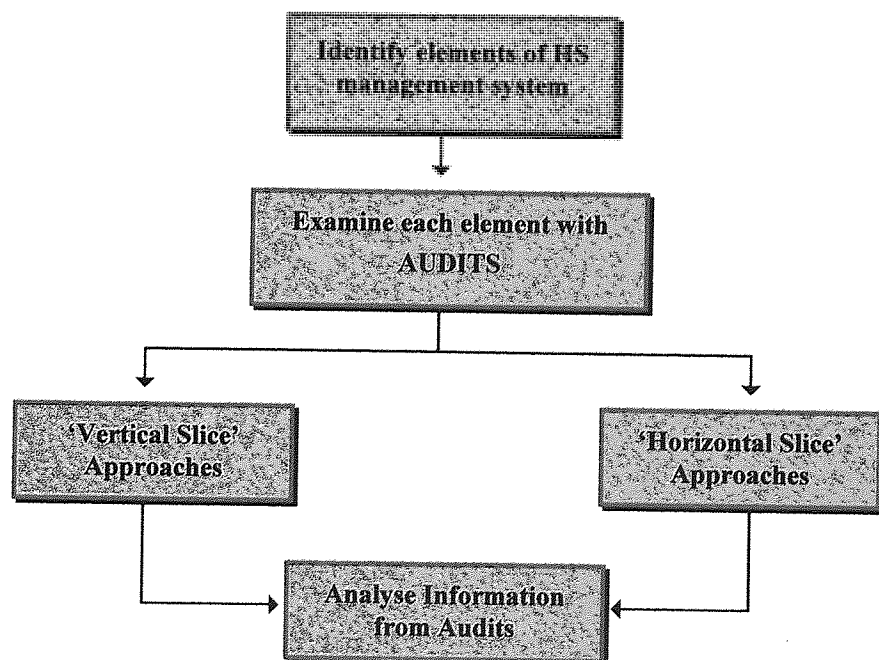 Identify elements of HS
management system
Examine each element with
AUDITS
‘Vertical Slice’
Approaches
‘Horizontal Slice’
Approaches
Analyse Information
from Audits